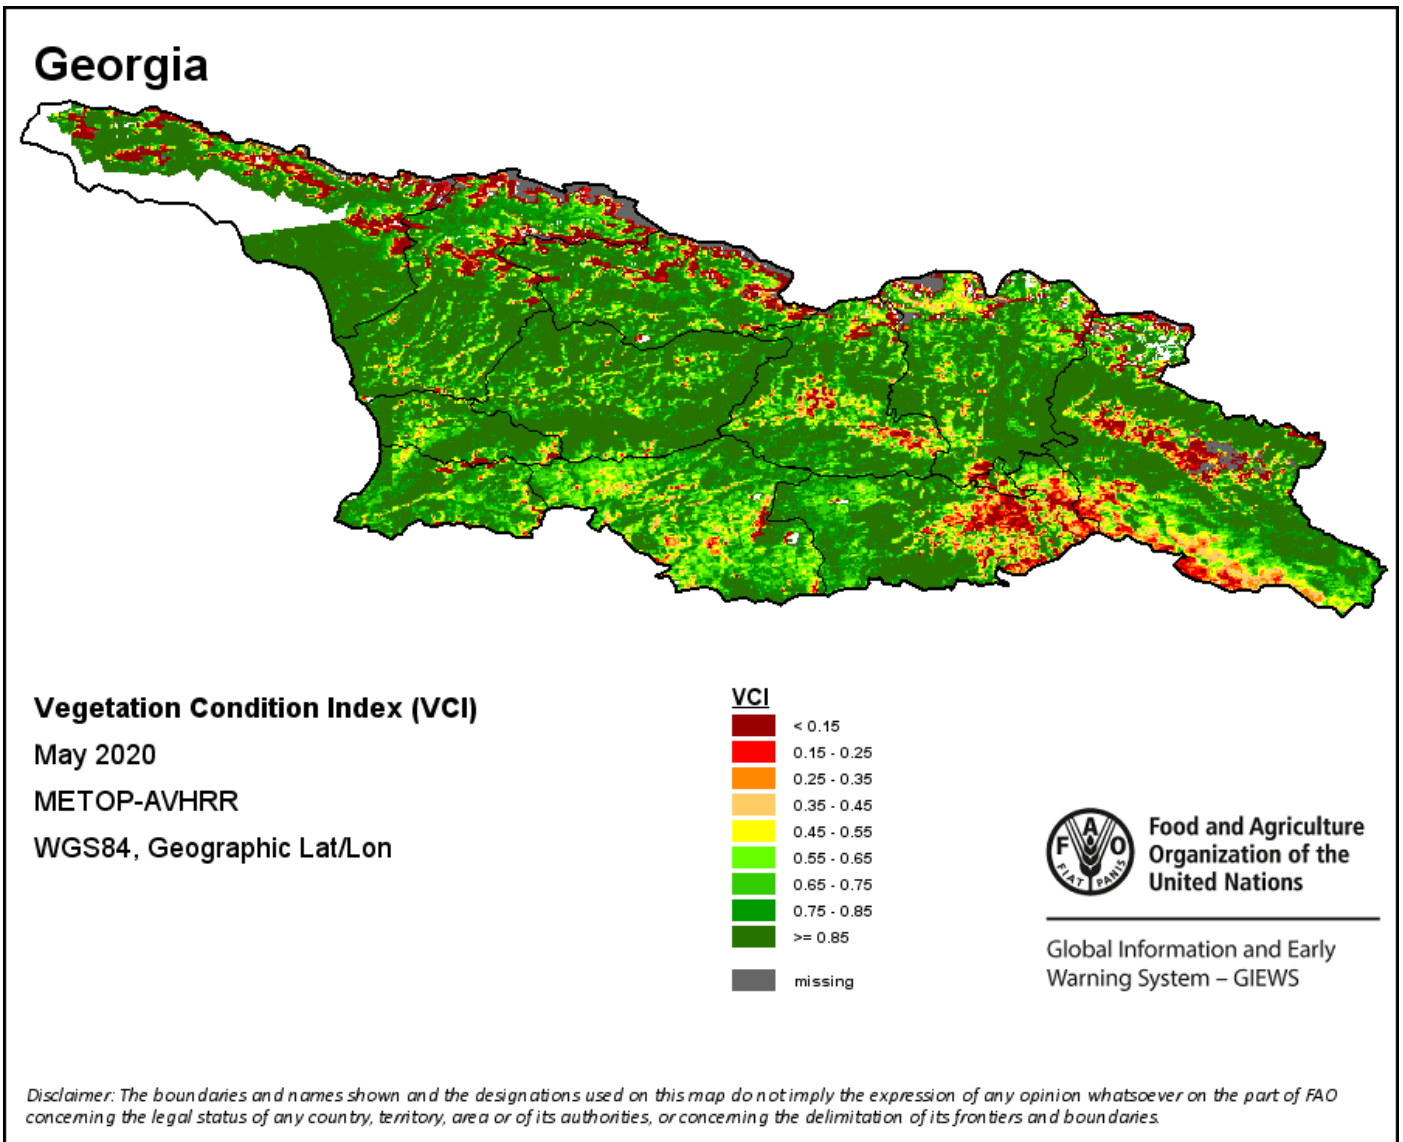 Georgia
Vegetation Condition Index (VCI)
May 2020
METOP-AVHRR
WGS84, Geographic Lat/Lon
VCI
< 0.15
0.15 - 0.25
0.25 - 0.35
0.35 - 0.45
0.45 - 0.55
0.55 - 0.65
0.65 - 0.75
0.75 - 0.85
>= 0.85
missing
F A O
FIAT PANIS
Food and Agriculture
Organization of the
United Nations
Global Information and Early
Warning System – GIEWS
Disclaimer: The boundaries and names shown and the designations used on this map do not imply the expression of any opinion whatsoever on the part of FAO
concerning the legal status of any country, territory, area or of its authorities, or concerning the delimitation of its frontiers and boundaries.